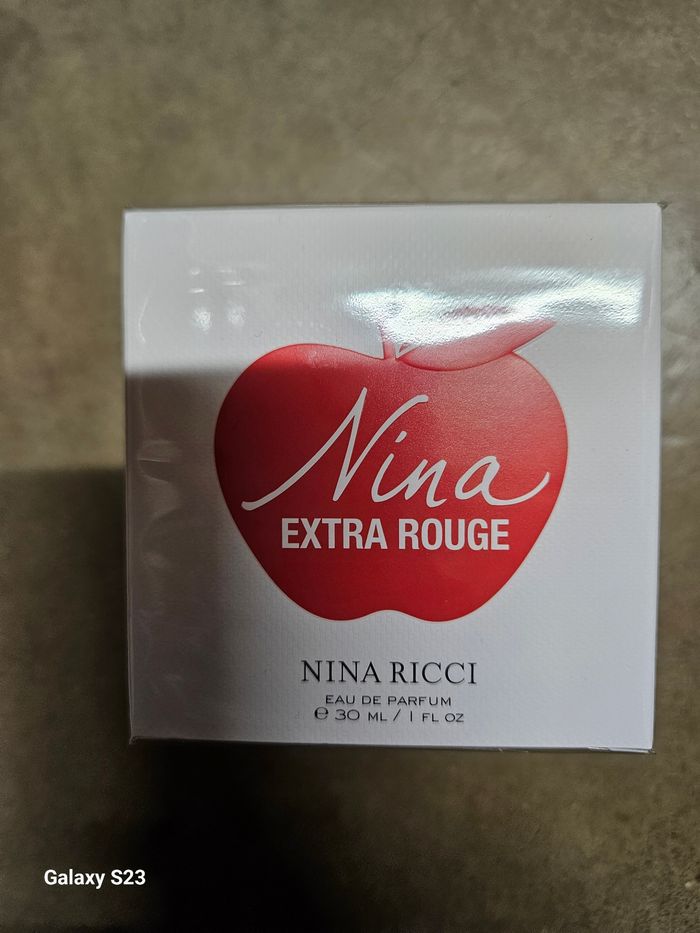 Nina
EXTRA ROUGE
NINA RICCI
EAU DE PARFUM
℮ 30 ML / 1 FL OZ
Galaxy S23